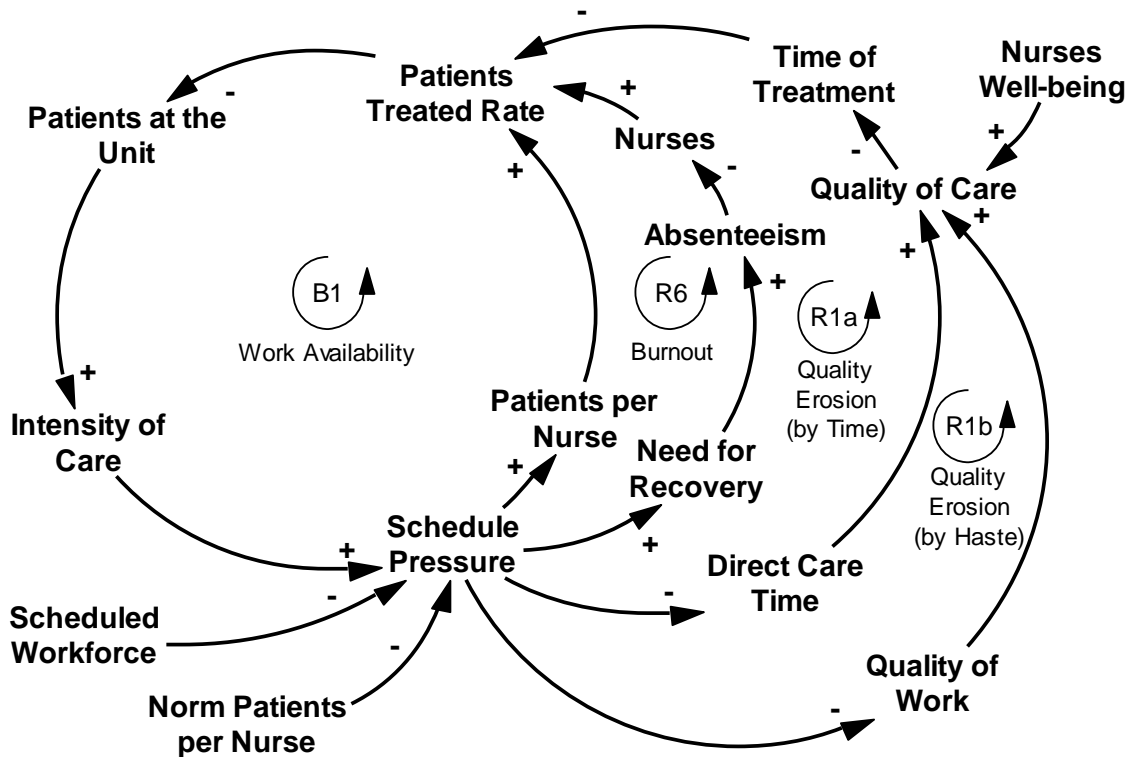 -
Time of
Treatment
Nurses
Well-being
Patients
Treated Rate
-
Patients at the
Unit
+
Nurses
+
-
+
-
Quality of Care
+
Absenteeism
+
B1
Work Availability
R6
Burnout
+
R1a
Quality
Erosion
(by Time)
+
Intensity of
Care
Patients per
Nurse
R1b
Quality
Erosion
(by Haste)
+
Need for
Recovery
Schedule
Pressure
+
+
Direct Care
Time
-
-
Scheduled
Workforce
-
Quality of
Work
Norm Patients
per Nurse
-